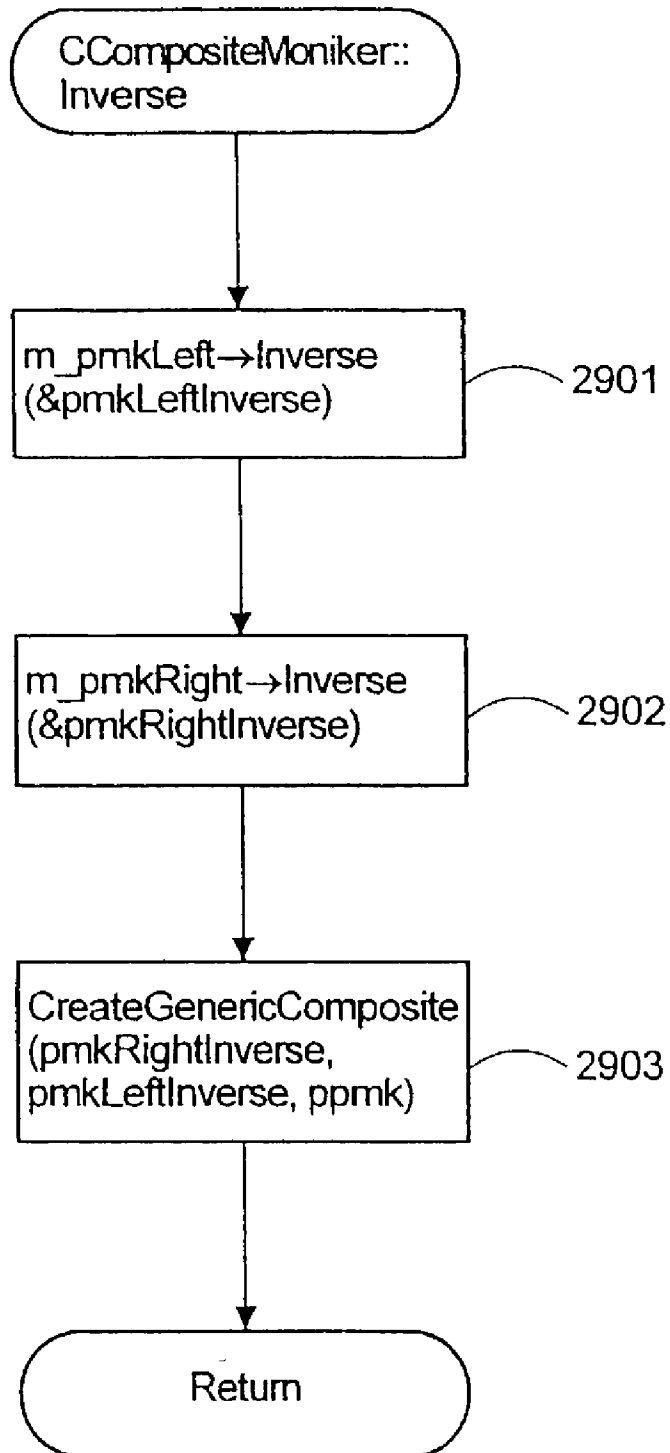 CCompositeMoniker::
Inverse
m_pmkLeft→Inverse
(&pmkLeftInverse)
2901
m_pmkRight→Inverse
(&pmkRightInverse)
2902
CreateGenericComposite
(pmkRightInverse,
pmkLeftInverse, ppmk)
2903
Return